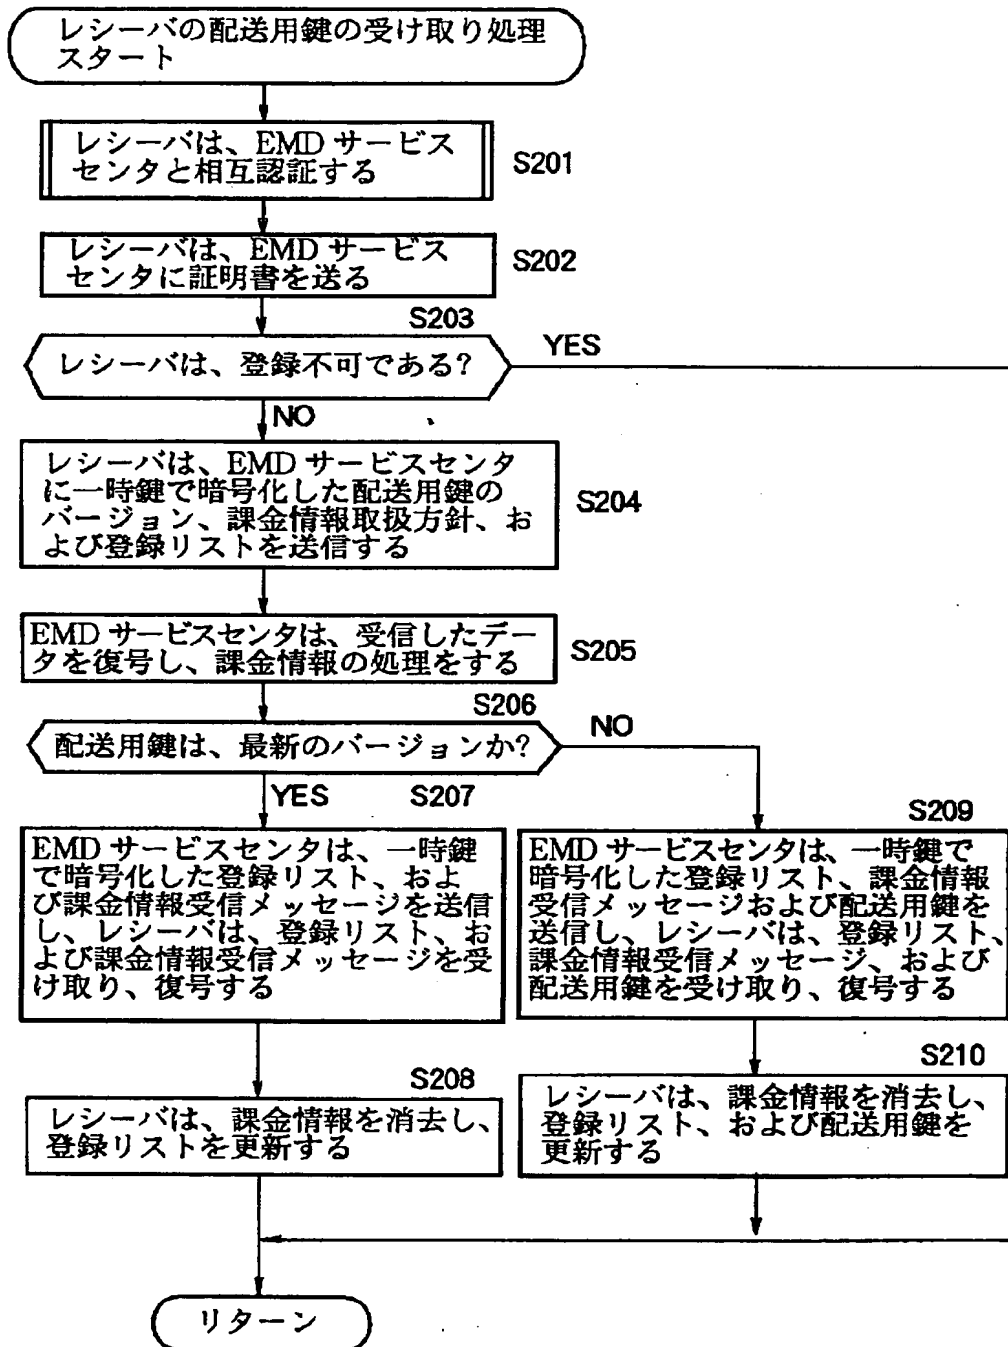 レシーバの配送用鍵の受け取り処理
スタート
レシーバは、EMD サービス
センタと相互認証する
S201
レシーバは、EMD サービス
センタに証明書を送る
S202
S203
レシーバは、登録不可である?
YES
NO
レシーバは、EMD サービスセンタ
に一時鍵で暗号化した配送用鍵の
バージョン、課金情報取扱方針、お
よび登録リストを送信する
S204
EMD サービスセンタは、受信したデー
タを復号し、課金情報の処理をする
S205
S206
配送用鍵は、最新のバージョンか?
NO
YES
S207
EMD サービスセンタは、一時鍵
で暗号化した登録リスト、およ
び課金情報受信メッセージを送信
し、レシーバは、登録リスト、お
よび課金情報受信メッセージを受
け取り、復号する
S209
EMD サービスセンタは、一時鍵で
暗号化した登録リスト、課金情報
受信メッセージおよび配送用鍵を
送信し、レシーバは、登録リスト、
課金情報受信メッセージ、および
配送用鍵を受け取り、復号する
S208
レシーバは、課金情報を消去し、
登録リストを更新する
S210
レシーバは、課金情報を消去し、
登録リスト、および配送用鍵を
更新する
リターン